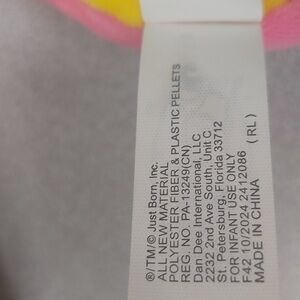 ®/TM/© Just Born, Inc.
ALL NEW MATERIAL
POLYESTER FIBER & PLASTIC PELLETS
REG. NO. PA-13249(CN)
Dan Dee International, LLC
2232 2nd Ave South, Unit C
St. Petersburg, Florida 33712
FOR INFANT USE ONLY
F42 10/2024 2412086
MADE IN CHINA (RL)